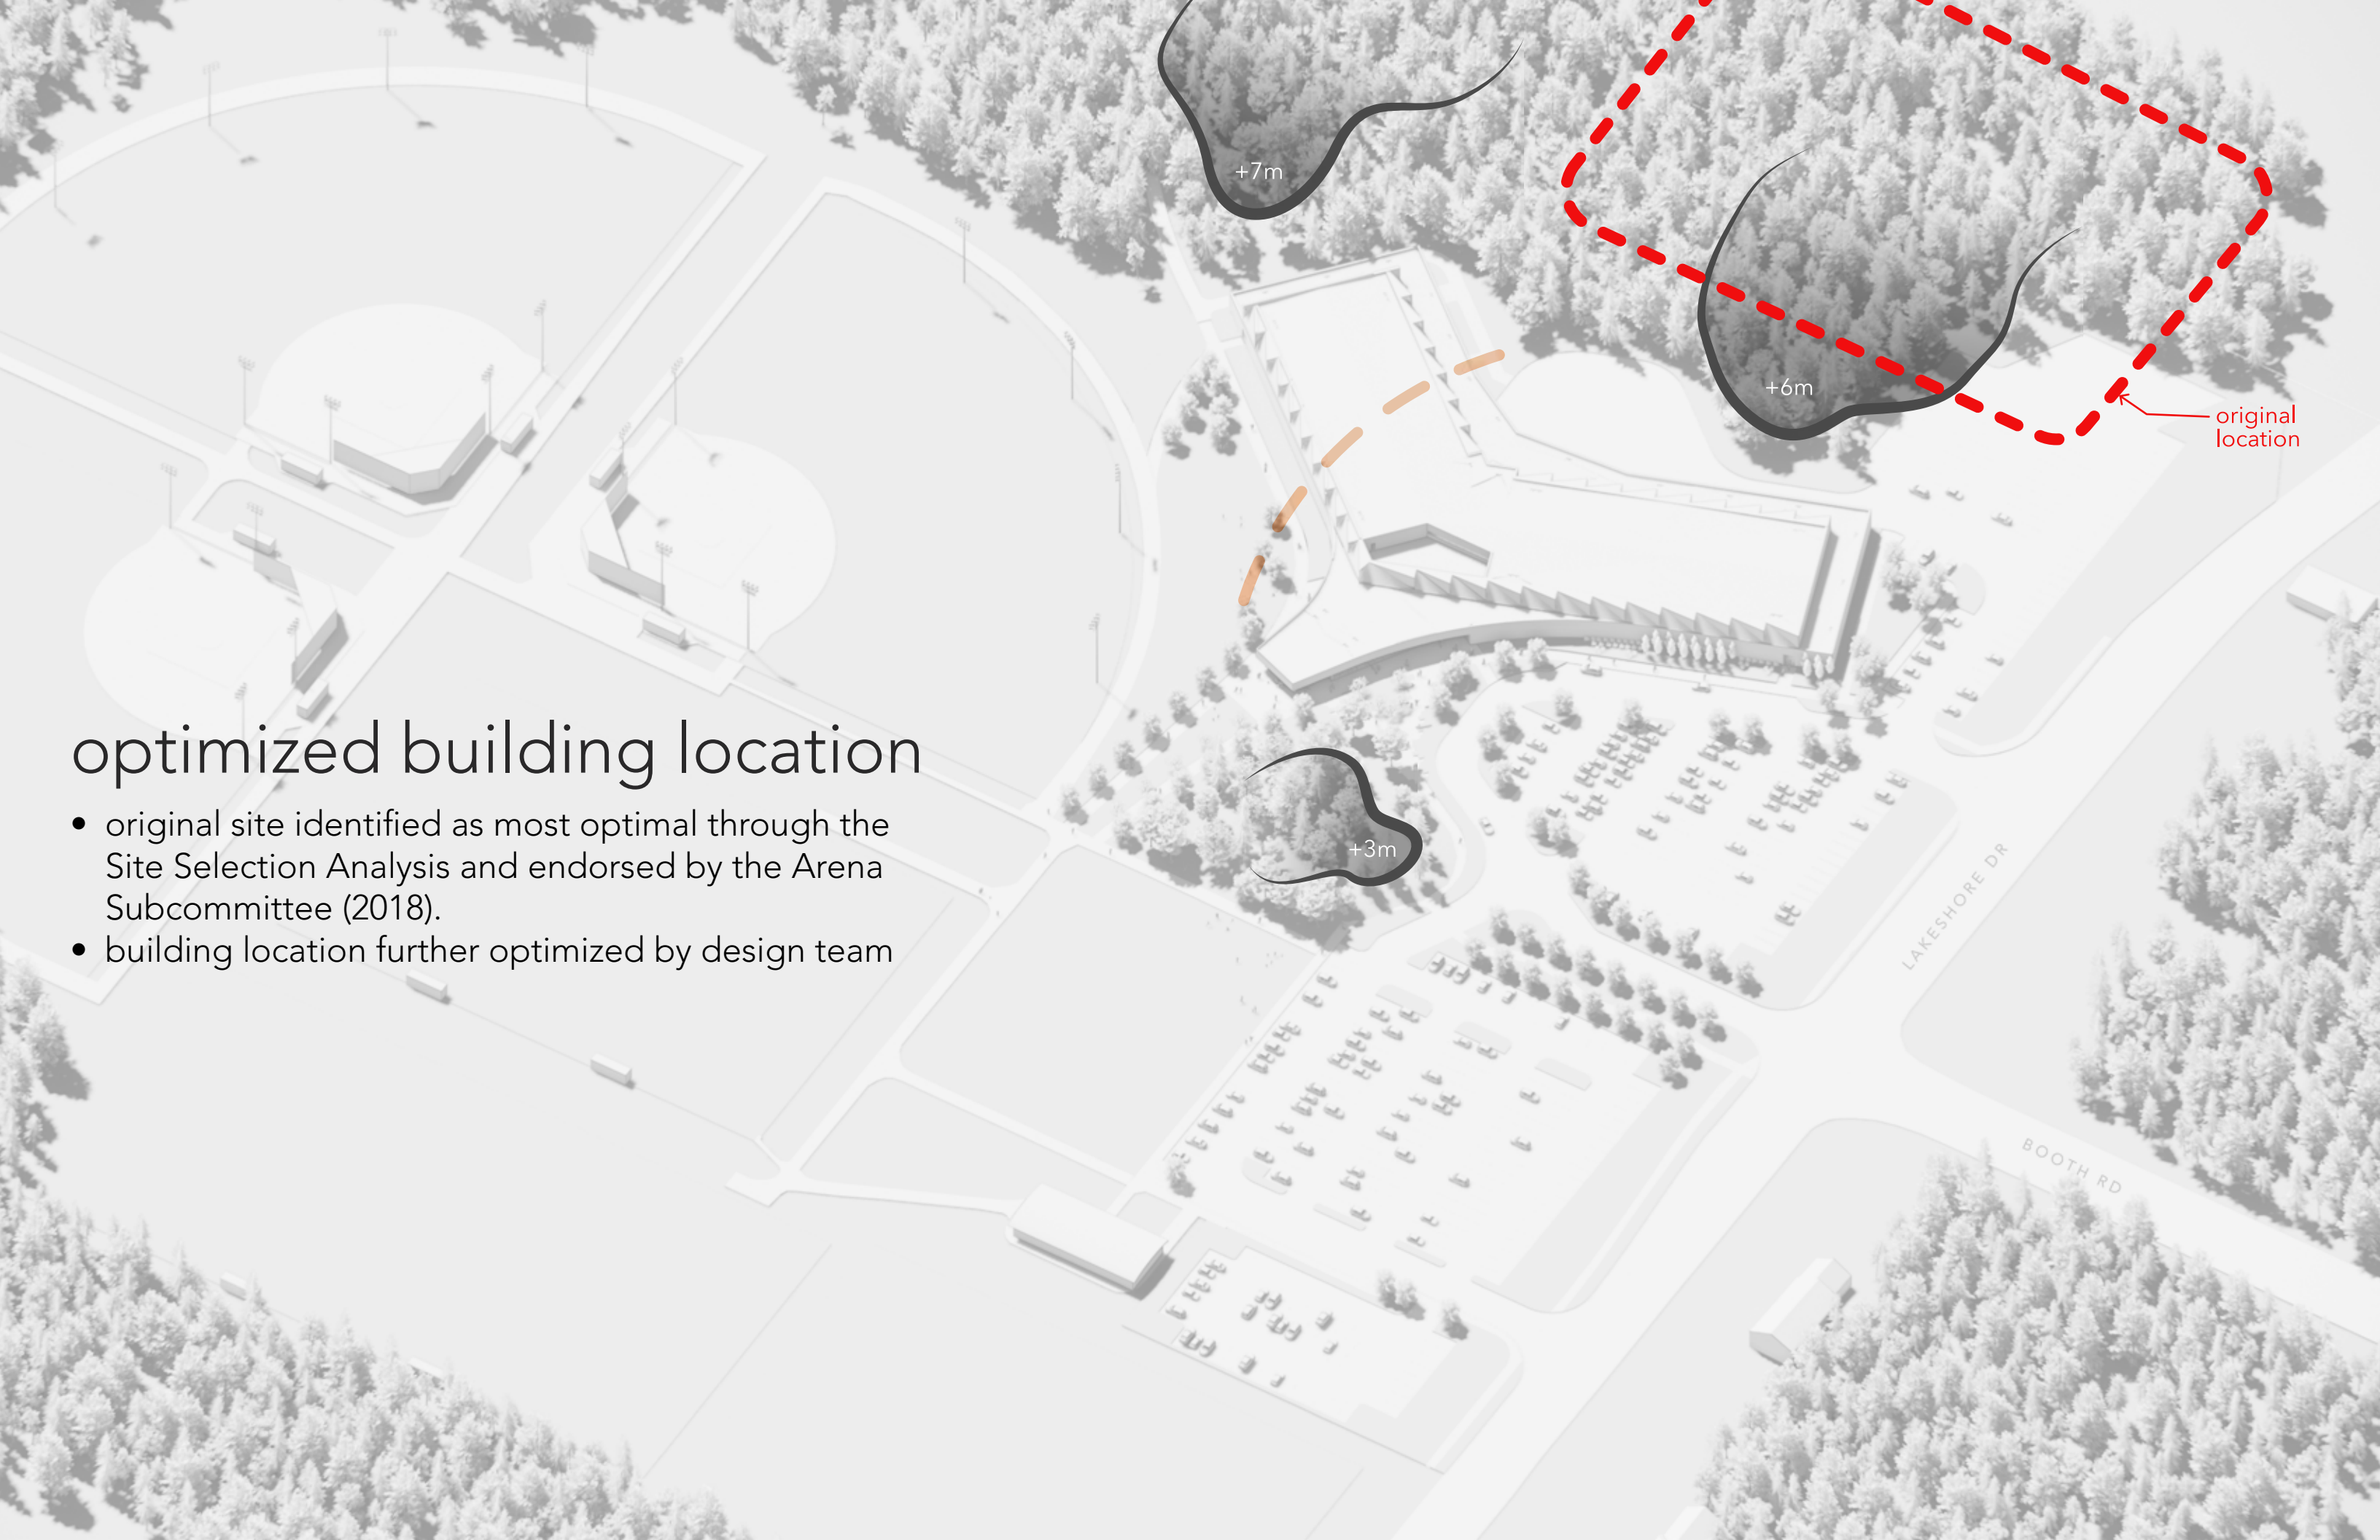 +7m
+6m
original
location
optimized building location
• original site identified as most optimal through the
Site Selection Analysis and endorsed by the Arena
Subcommittee (2018).
• building location further optimized by design team
+3m
LAKESHORE DR
BOOTH RD